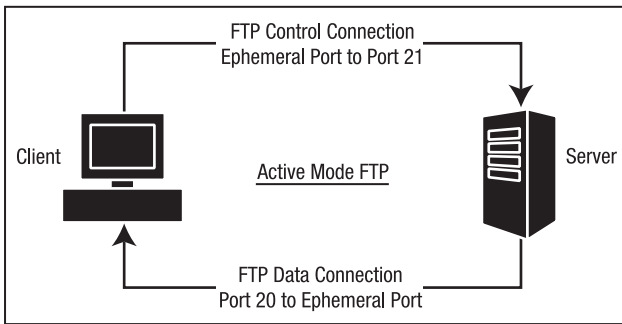 FTP Control Connection
Ephemeral Port to Port 21
Client
Server
Active Mode FTP
FTP Data Connection
Port 20 to Ephemeral Port